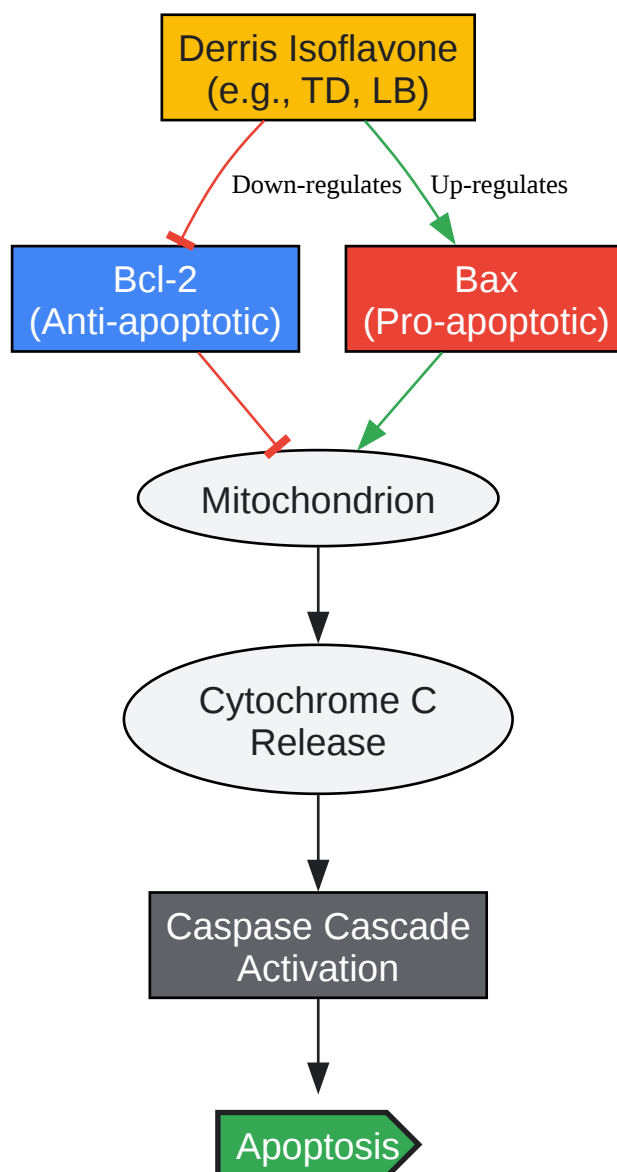 Derris Isoflavone
(e.g., TD, LB)
Down-regulates
Up-regulates
Bcl-2
(Anti-apoptotic)
Bax
(Pro-apoptotic)
Mitochondrion
Cytochrome C
Release
Caspase Cascade
Activation
Apoptosis